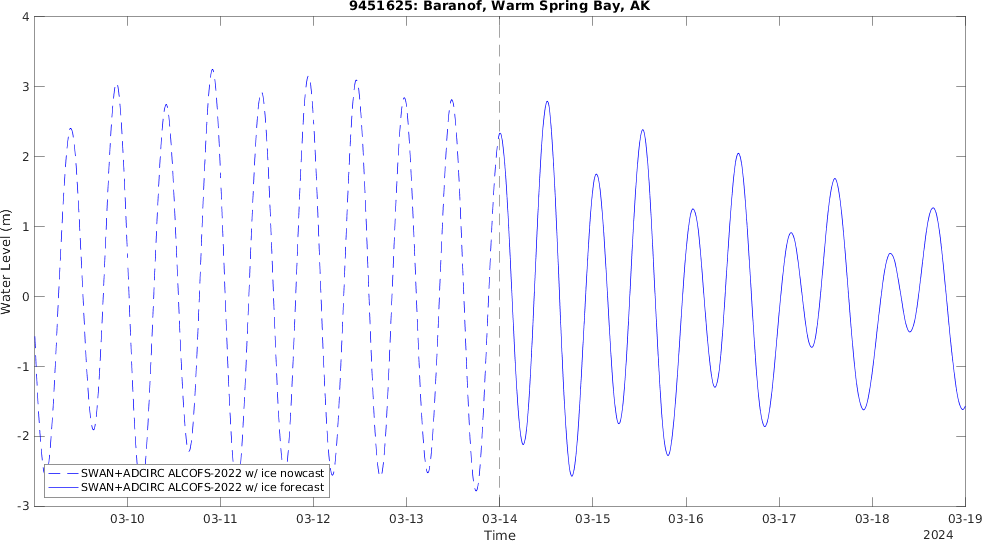 9451625: Baranof, Warm Spring Bay, AK
4
3
2
1
0
-1
-2
-3
Water Level (m)
SWAN+ADCIRC ALCOFS-2022 w/ ice nowcast
SWAN+ADCIRC ALCOFS-2022 w/ ice forecast
03-10 03-11 03-12 03-13 03-14 03-15 03-16 03-17 03-18 03-19
Time
2024